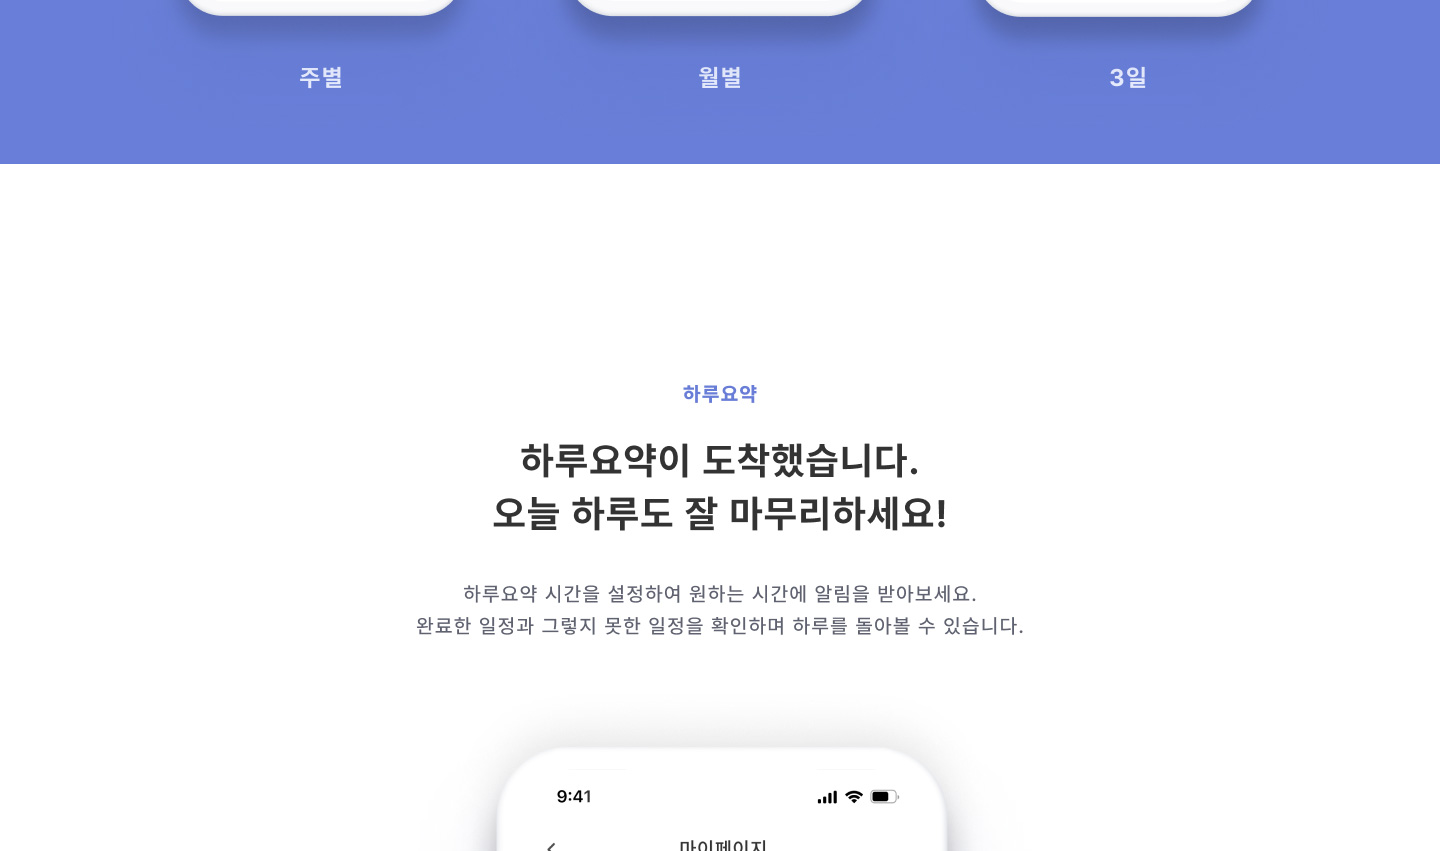 주별
월별
3일
하루요약
하루요약이 도착했습니다.
오늘 하루도 잘 마무리하세요!
하루요약 시간을 설정하여 원하는 시간에 알림을 받아보세요.
완료한 일정과 그렇지 못한 일정을 확인하며 하루를 돌아볼 수 있습니다.
9:41
마이페이지